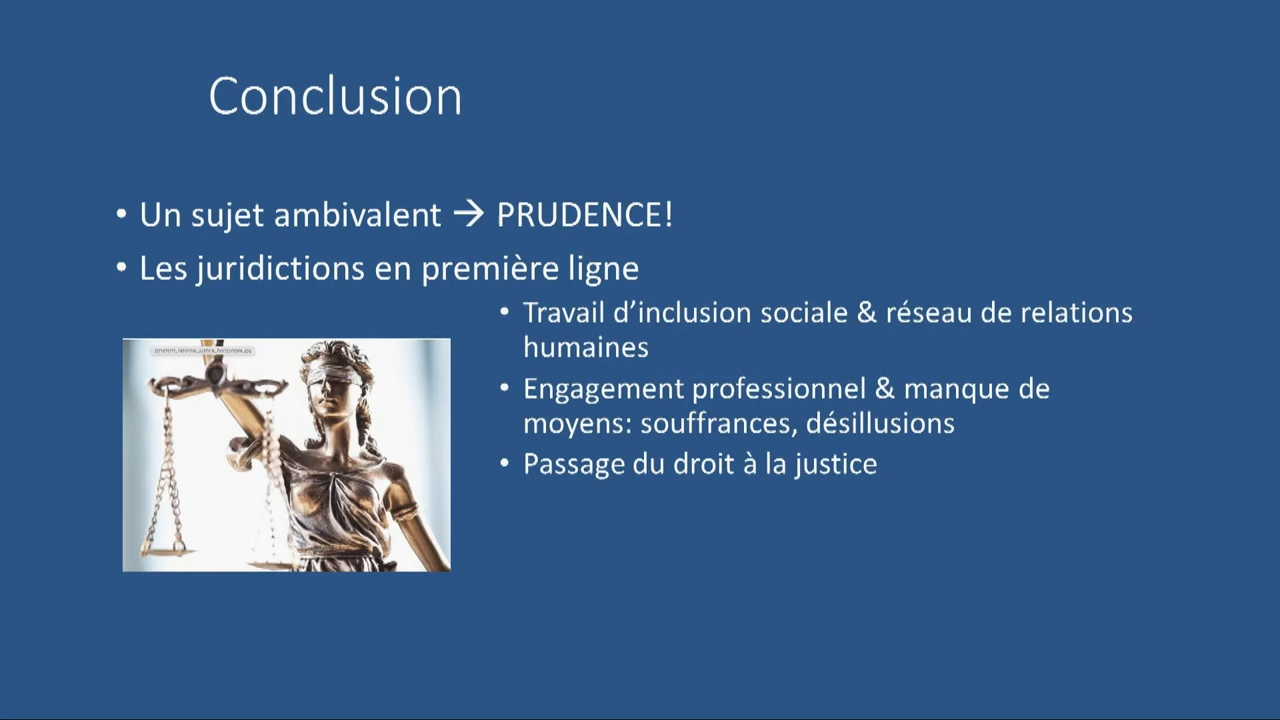 Conclusion
• Un sujet ambivalent → PRUDENCE!
• Les juridictions en première ligne
• Travail d’inclusion sociale & réseau de relations
humaines
• Engagement professionnel & manque de
moyens: souffrances, désillusions
• Passage du droit à la justice